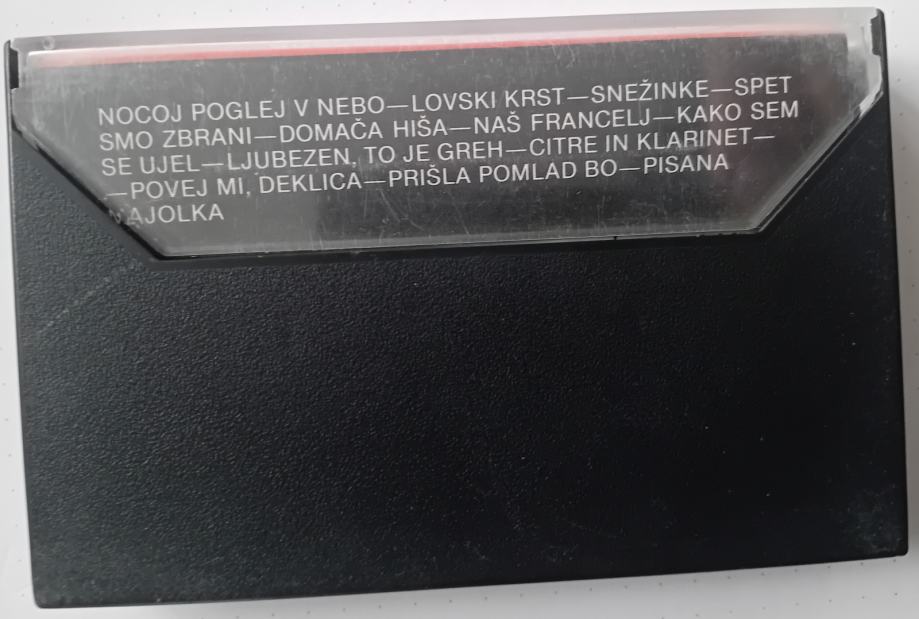 NOCOJ POGLEJ V NEBO—LOVSKI KRST—SNEŽINKE—SPET
SMO ZBRANI—DOMAČA HIŠA—NAŠ FRANCELJ—KAKO SEM
SE UJEL—LJUBEZEN, TO JE GREH—CITRE IN KLARINET—
—POVEJ MI, DEKLICA—PRIŠLA POMLAD BO—PISANA
MAJOLKA